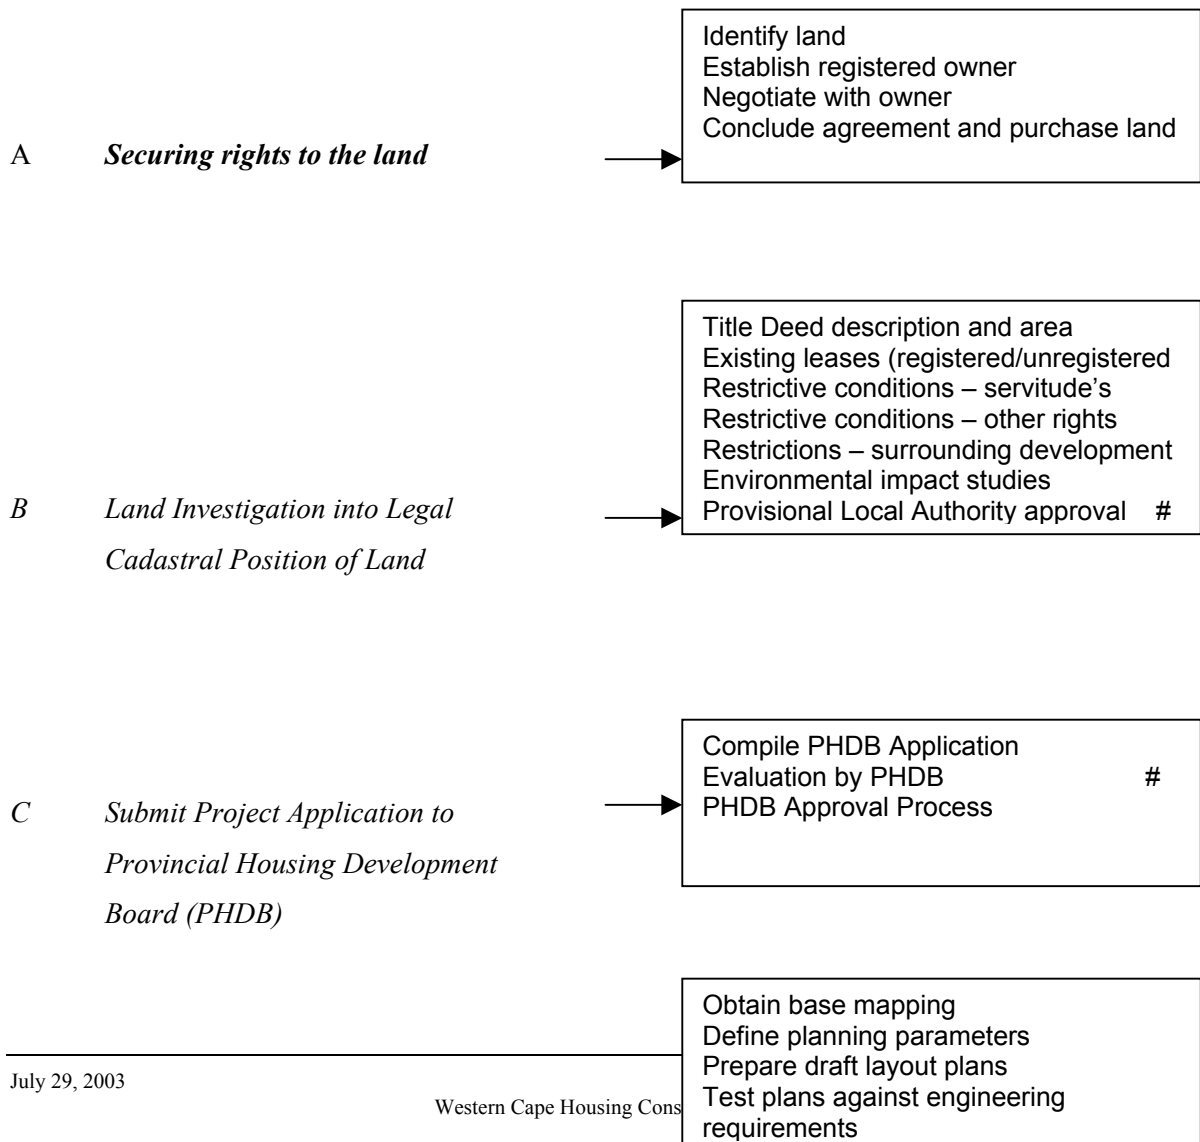 Identify land
Establish registered owner
Negotiate with owner
Conclude agreement and purchase land
A Securing rights to the land
Title Deed description and area
Existing leases (registered/unregistered
Restrictive conditions – servitude's
Restrictive conditions – other rights
Restrictions – surrounding development
Environmental impact studies
Provisional Local Authority approval #
B Land Investigation into Legal
Cadastral Position of Land
Compile PHDB Application
Evaluation by PHDB #
PHDB Approval Process
C Submit Project Application to
Provincial Housing Development
Board (PHDB)
Obtain base mapping
Define planning parameters
Prepare draft layout plans
Test plans against engineering
requirements
July 29, 2003
Western Cape Housing Cons